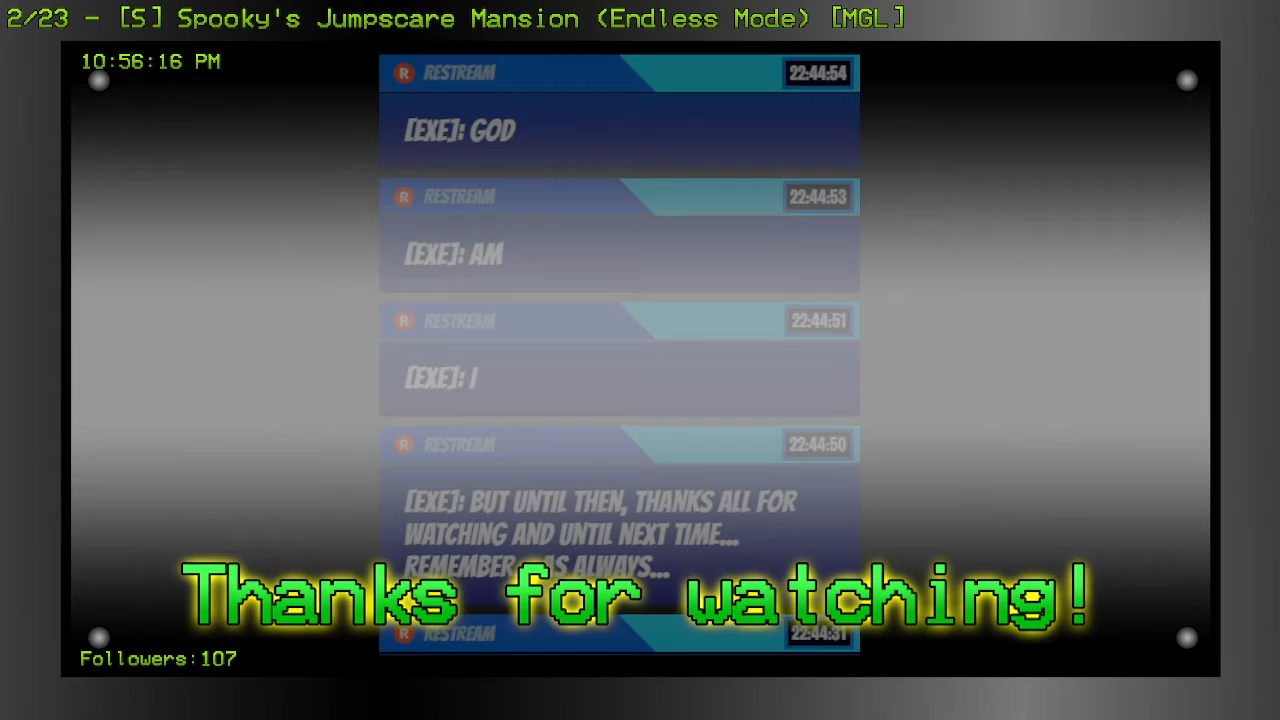 2/23 - [S] Spooky's Jumpscare Mansion (Endless Mode) [MGL]
10:56:16 PM
R RESTREAM 22:44:54
[EXE]: GOD
R RESTREAM 22:44:53
[EXE]: AM
R RESTREAM 22:44:51
[EXE]: I
R RESTREAM 22:44:50
[EXE]: BUT UNTIL THEN, THANKS ALL FOR
WATCHING AND UNTIL NEXT TIME...
REMEMBER... AS ALWAYS...
Thanks for watching!
R RESTREAM 22:44:31
Followers:107